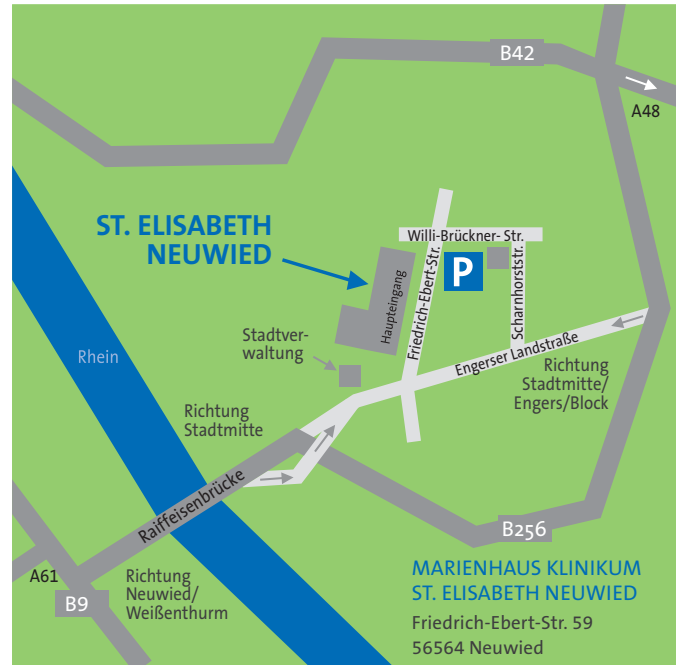 B42
A48
ST. ELISABETH
NEUWIED
Willi-Brückner- Str.
P
Friedrich-Ebert-Str.
Scharnhorststr.
Haupteingang
Engerser Landstraße
Rhein
Stadtver-
waltung
Richtung
Stadtmitte/
Engers/Block
Richtung
Stadtmitte
Raiffeisenbrücke
B256
A61
B9
Richtung
Neuwied/
Weißenthurm
MARIENHAUS KLINIKUM
ST. ELISABETH NEUWIED
Friedrich-Ebert-Str. 59
56564 Neuwied